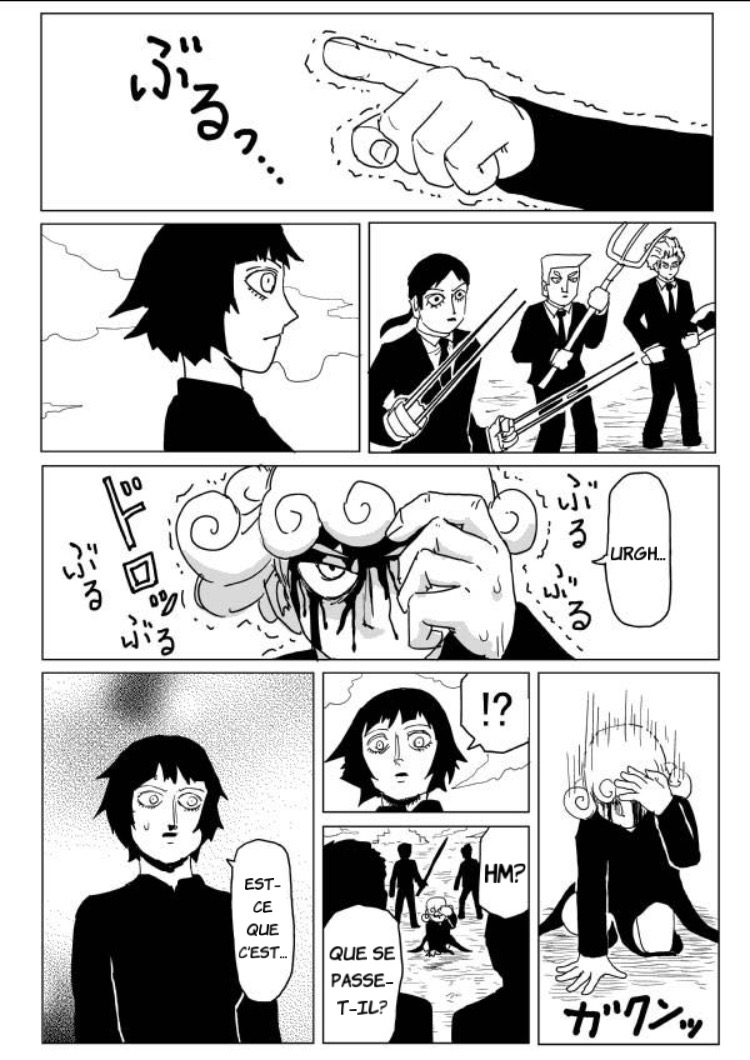 ぶるっ…
URGH...
ドロッ
ぶる
ぶる
ぶる
ぶる
ガクンッ
!?
HM?
QUE SE
PASSE-
T-IL?
EST-
CE
QUE
C'EST...